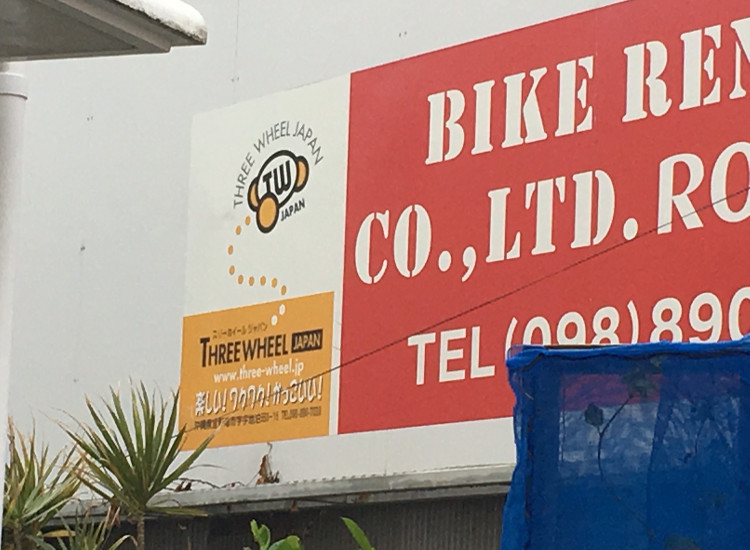 THREE WHEEL JAPAN
TW
JAPAN
スリーホイール ジャパン
THREE WHEEL JAPAN
www.three-wheel.jp
楽しい!ワクワク!かっこいい!
BIKE REN
CO.,LTD. RO
TEL (098) 890